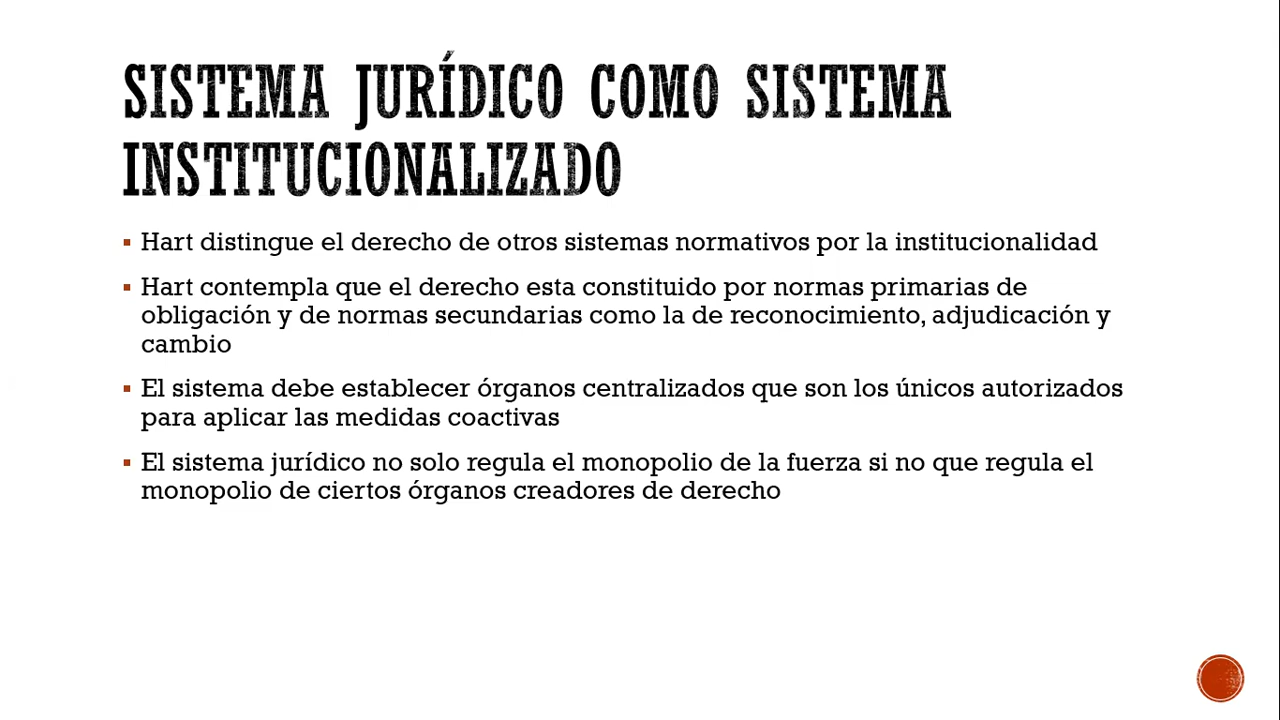 SISTEMA JURÍDICO COMO SISTEMA
INSTITUCIONALIZADO
Hart distingue el derecho de otros sistemas normativos por la institucionalidad
Hart contempla que el derecho esta constituido por normas primarias de
obligación y de normas secundarias como la de reconocimiento, adjudicación y
cambio
El sistema debe establecer órganos centralizados que son los únicos autorizados
para aplicar las medidas coactivas
El sistema jurídico no solo regula el monopolio de la fuerza si no que regula el
monopolio de ciertos órganos creadores de derecho